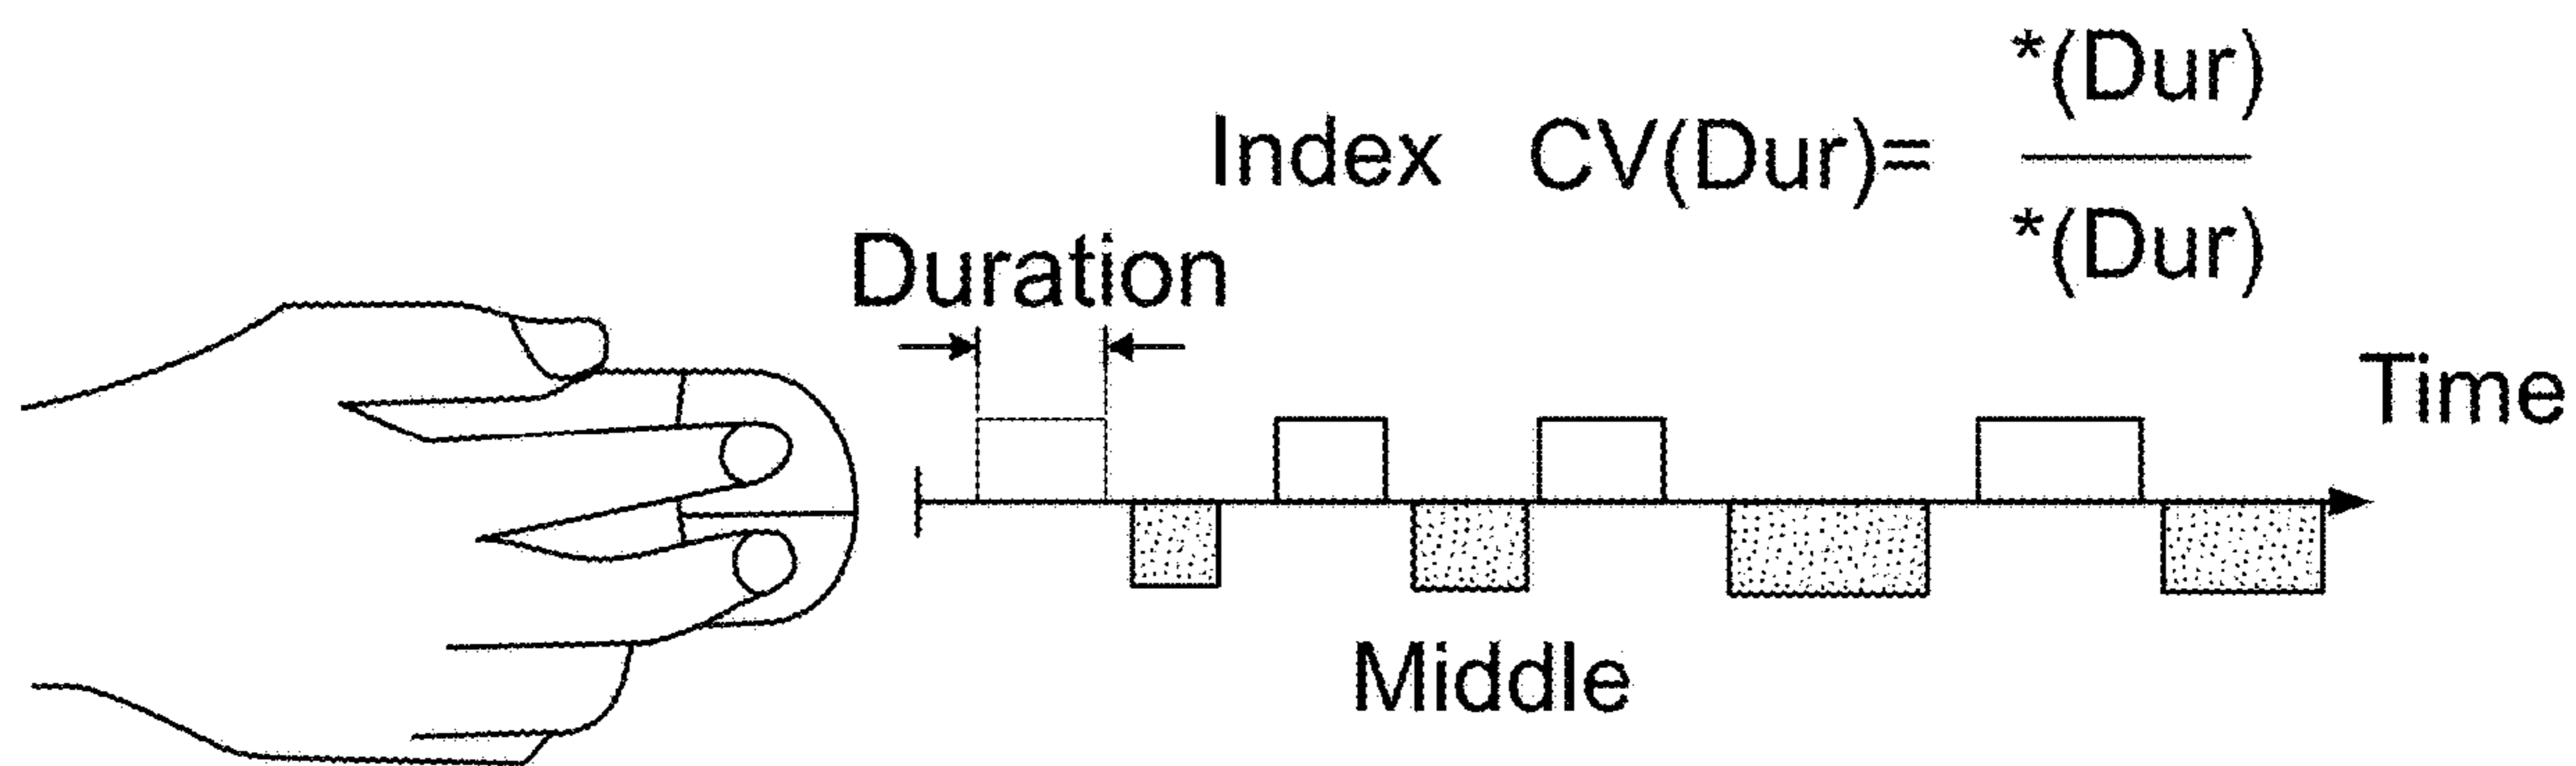 *(Dur)
Index CV(Dur)=
*(Dur)
Duration
Time
Middle